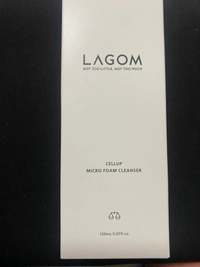 LAGOM
NOT TOO LITTLE, NOT TOO MUCH
CELLUP
MICRO FOAM CLEANSER
150mL 5.07fl.oz.